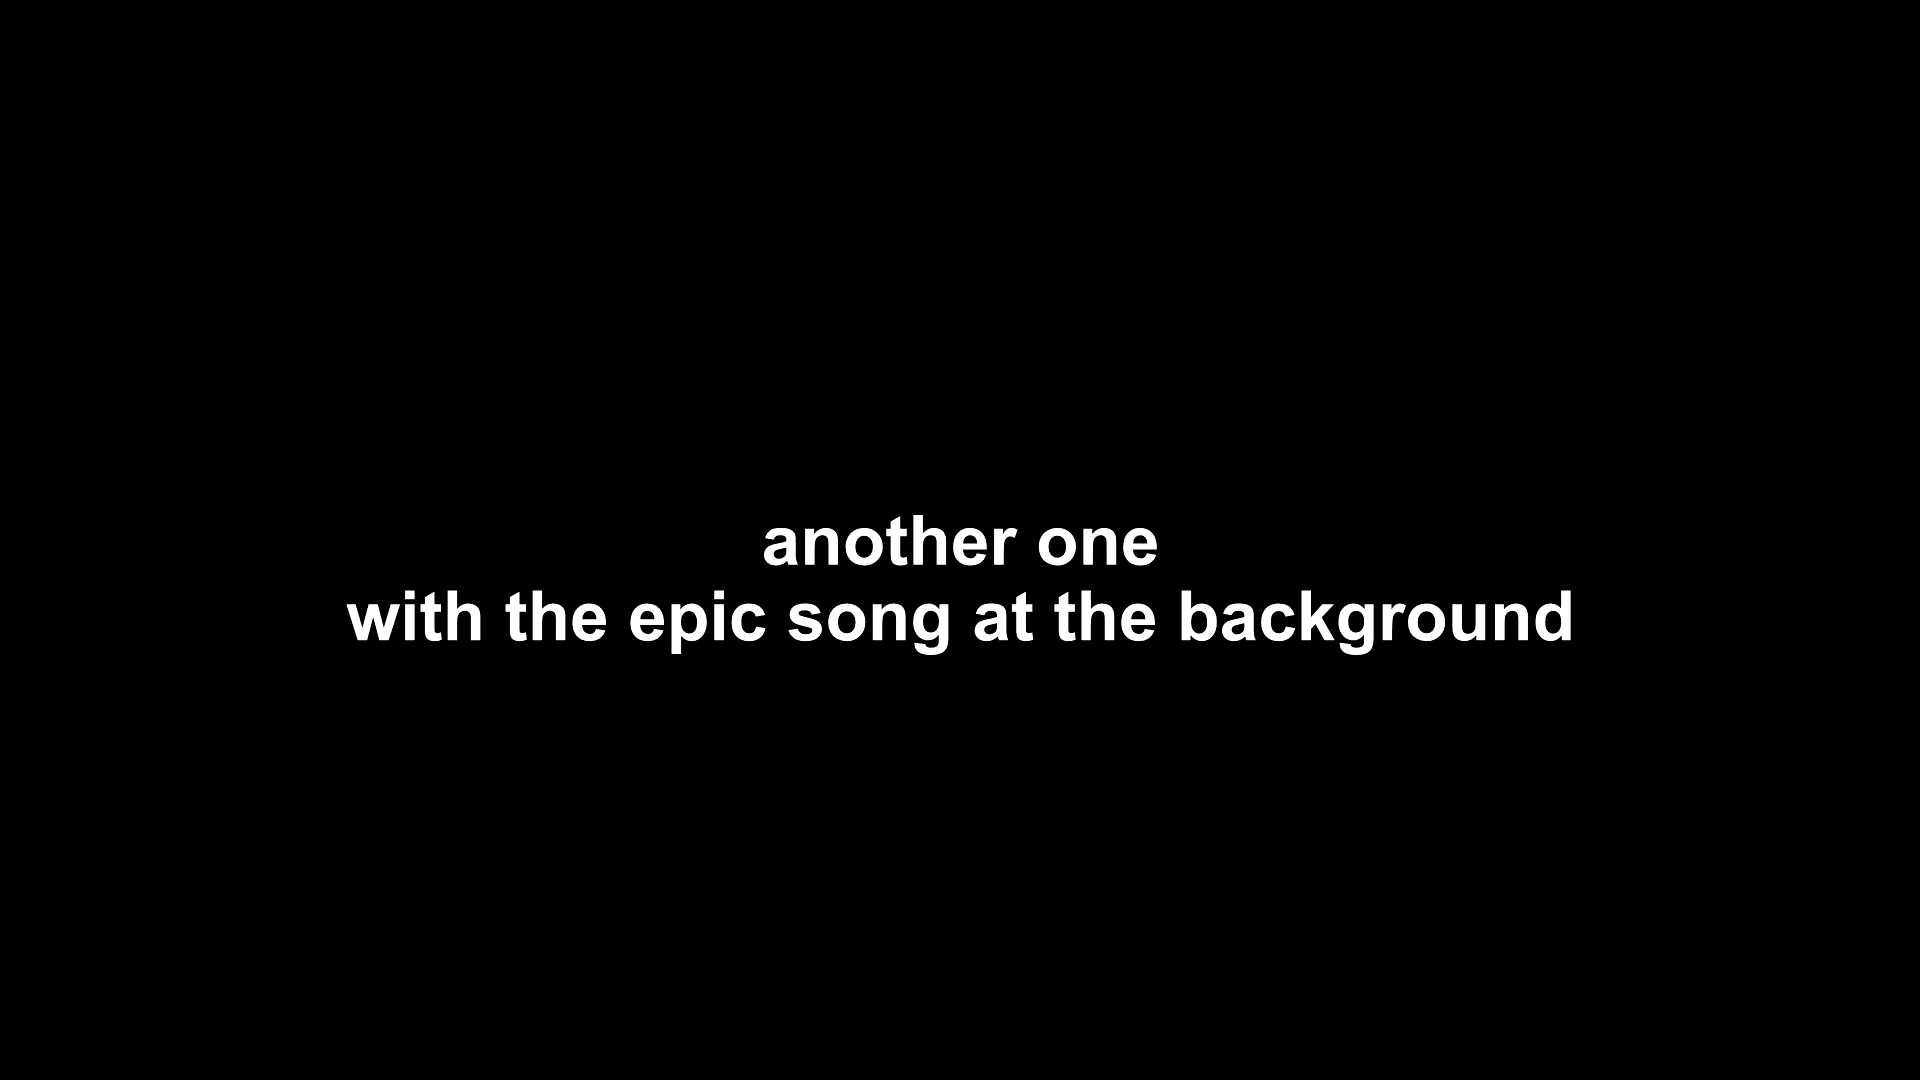 another one
with the epic song at the background